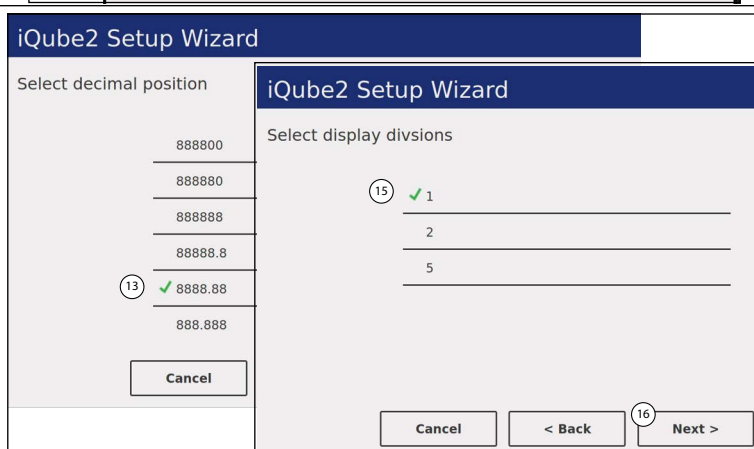 iQube2 Setup Wizard
Select decimal position
888800
888880
888888
88888.8
13 8888.88
888.888
Cancel
iQube2 Setup Wizard
Select display divsions
15 1
2
5
16
Cancel < Back Next >